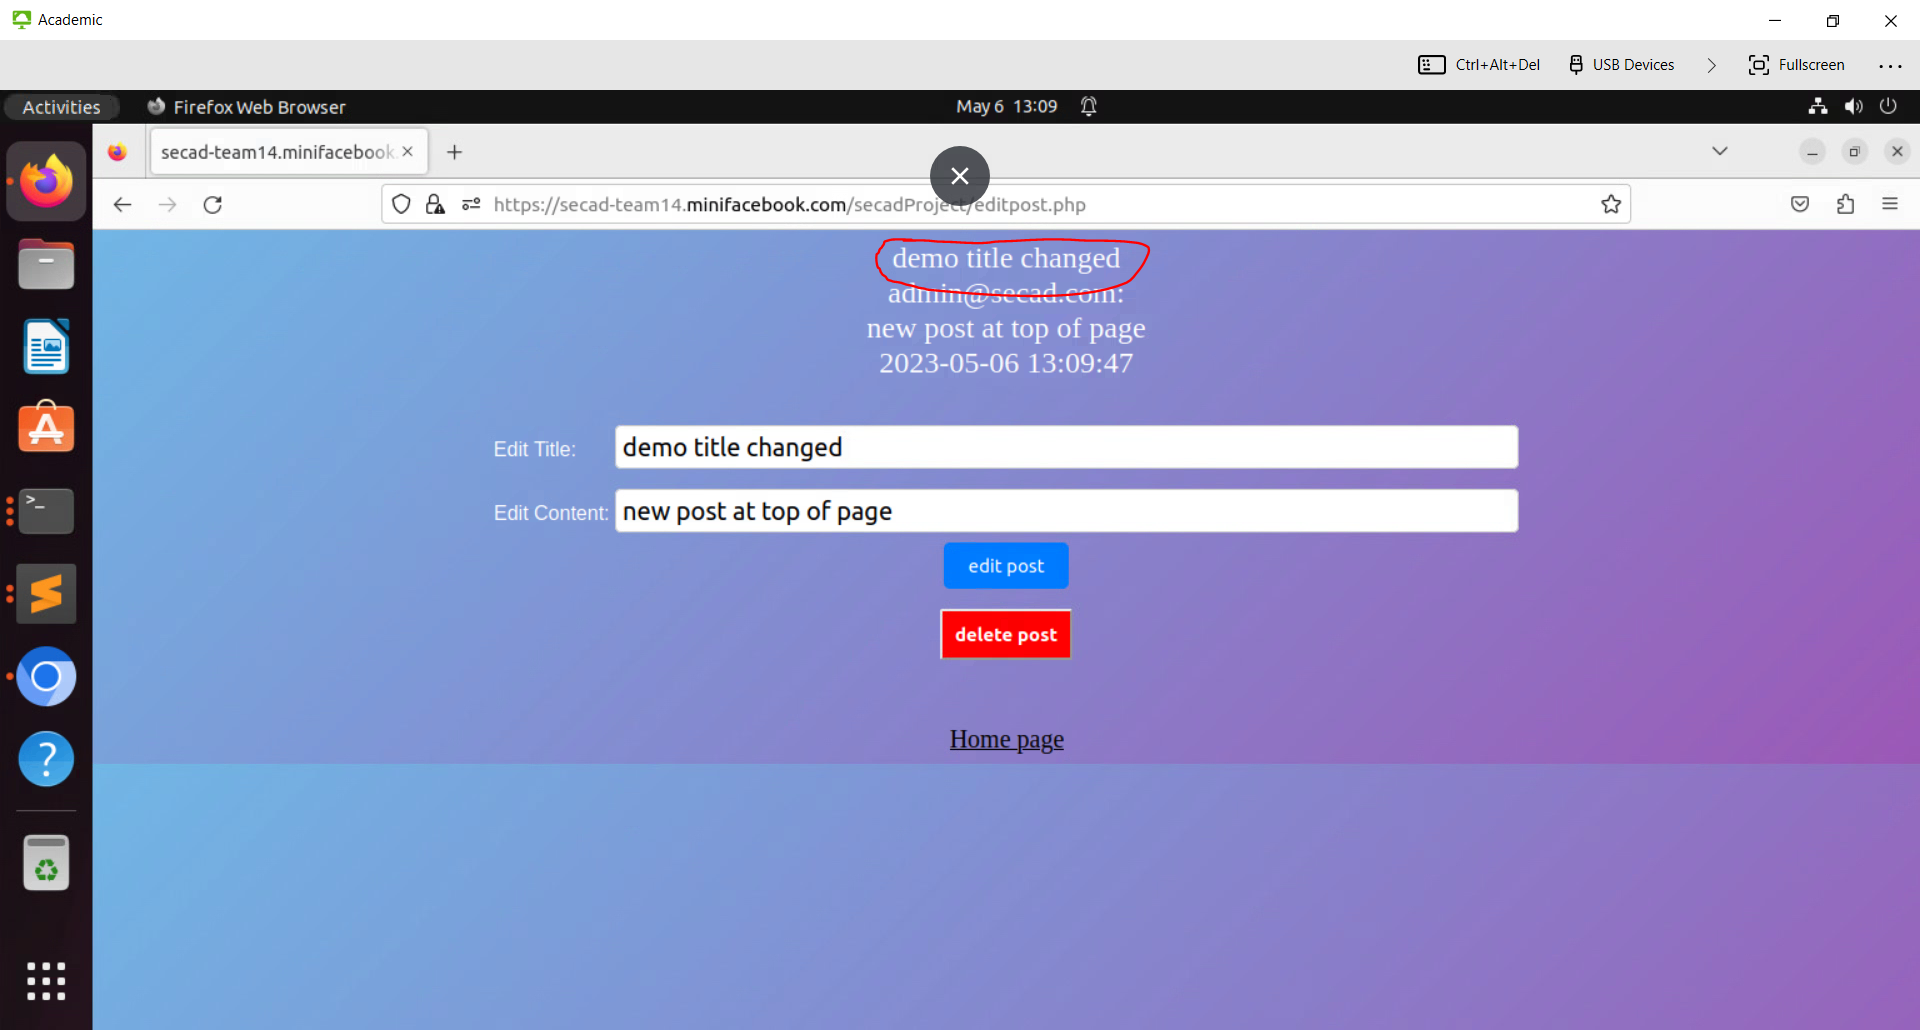 Academic
Ctrl+Alt+Del USB Devices Fullscreen
Activities Firefox Web Browser May 6 13:09
secad-team14.minifacebook
https://secad-team14.minifacebook.com/secadProject/editpost.php
demo title changed
admin@secad.com:
new post at top of page
2023-05-06 13:09:47
Edit Title: demo title changed
Edit Content: new post at top of page
edit post
delete post
Home page